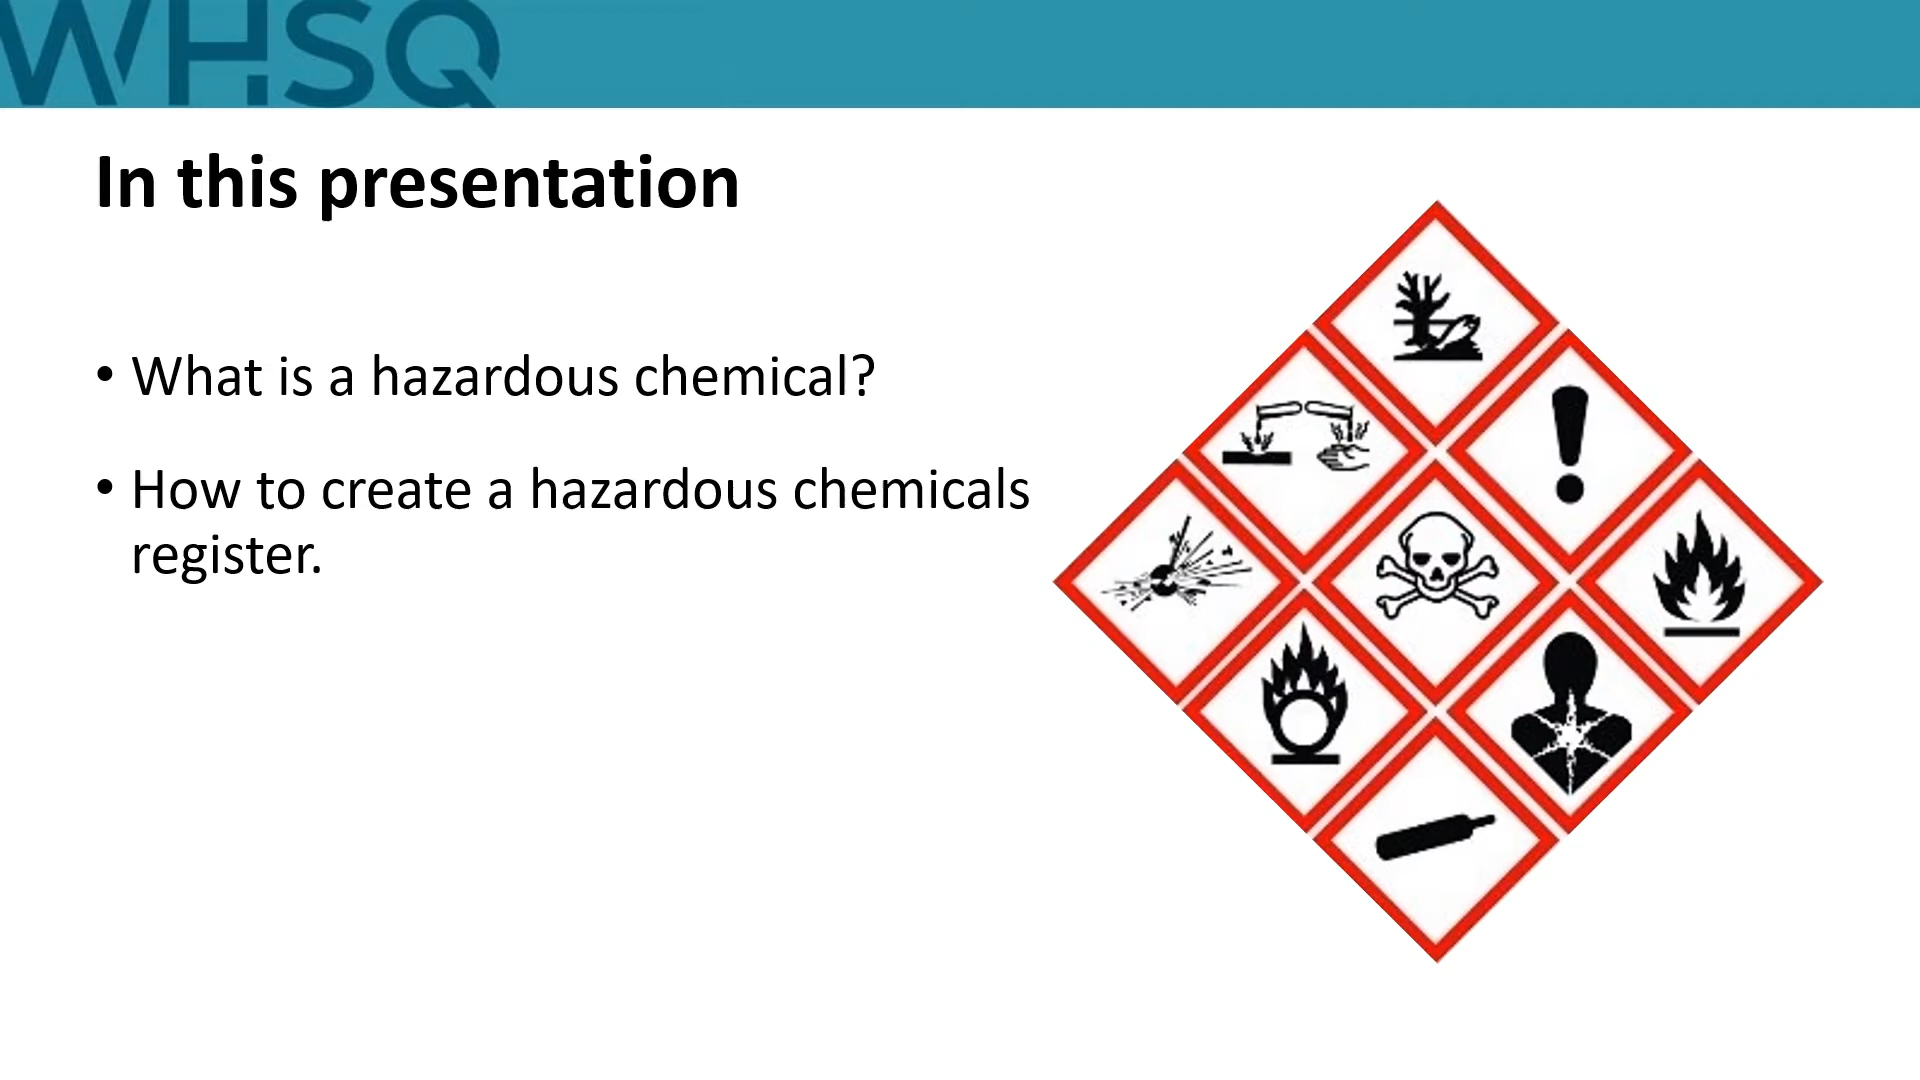 WHSQ
In this presentation
• What is a hazardous chemical?
• How to create a hazardous chemicals
register.